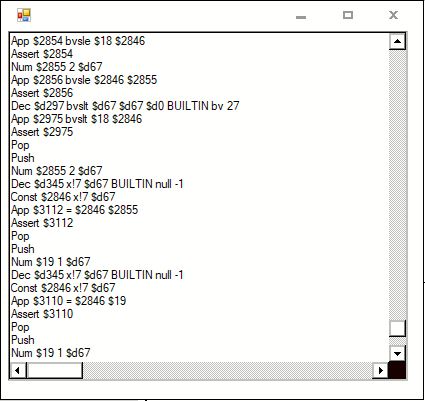 App $2854 bvsle $18 $2846
Assert $2854
Num $2855 2 $d67
App $2856 bvsle $2846 $2855
Assert $2856
Dec $d297 bvslt $d67 $d67 $d0 BUILTIN bv 27
App $2975 bvslt $18 $2846
Assert $2975
Pop
Push
Num $2855 2 $d67
Dec $d345 x!7 $d67 BUILTIN null -1
Const $2846 x!7 $d67
App $3112 = $2846 $2855
Assert $3112
Pop
Push
Num $19 1 $d67
Dec $d345 x!7 $d67 BUILTIN null -1
Const $2846 x!7 $d67
App $3110 = $2846 $19
Assert $3110
Pop
Push
Num $19 1 $d67